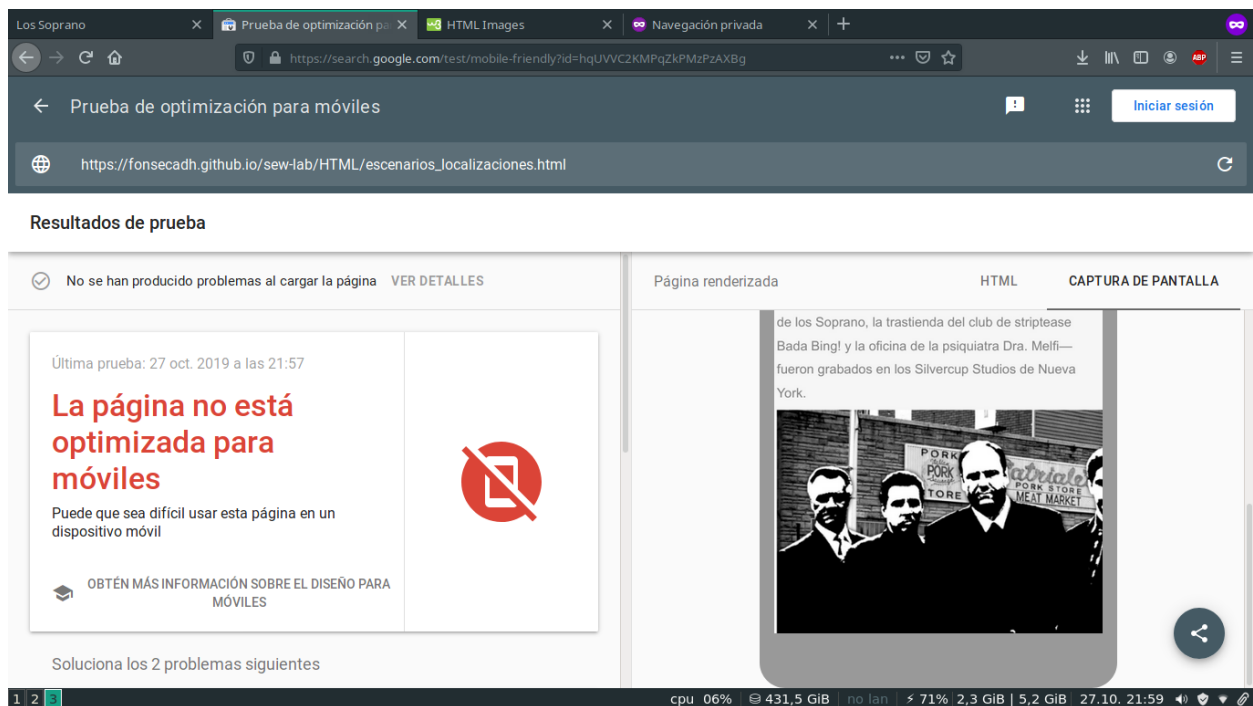 Los Soprano
Prueba de optimización pa
HTML Images
Navegación privada
https://search.google.com/test/mobile-friendly?id=hqUVVC2KMPqZkPMzPzAXBg
ABP
Prueba de optimización para móviles
Iniciar sesión
https://fonsecadh.github.io/sew-lab/HTML/escenarios_localizaciones.html
Resultados de prueba
No se han producido problemas al cargar la página VER DETALLES
Página renderizada HTML CAPTURA DE PANTALLA
Última prueba: 27 oct. 2019 a las 21:57
La página no está
optimizada para
móviles
Puede que sea difícil usar esta página en un
dispositivo móvil
OBTÉN MÁS INFORMACIÓN SOBRE EL DISEÑO PARA
MÓVILES
Soluciona los 2 problemas siguientes
de los Soprano, la trastienda del club de striptease
Bada Bing! y la oficina de la psiquiatra Dra. Melfi—
fueron grabados en los Silvercup Studios de Nueva
York.
PORK
PORK
STORE
PORK STORE
MEAT MARKET
1 2 3
cpu 06% 431,5 GiB no lan 71% 2,3 GiB | 5,2 GiB 27.10. 21:59